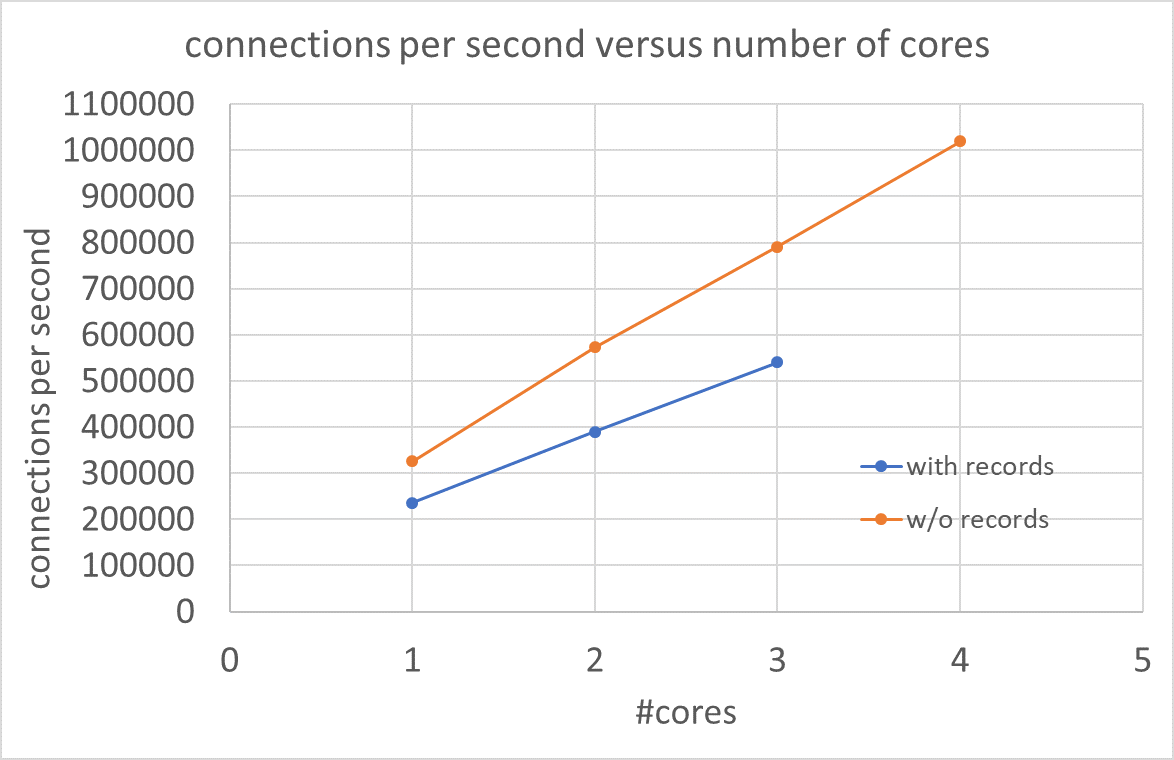 connections per second versus number of cores
1100000
1000000
900000
800000
700000
600000
500000
400000
300000
200000
100000
0
connections per second
with records
w/o records
0 1 2 3 4 5
#cores